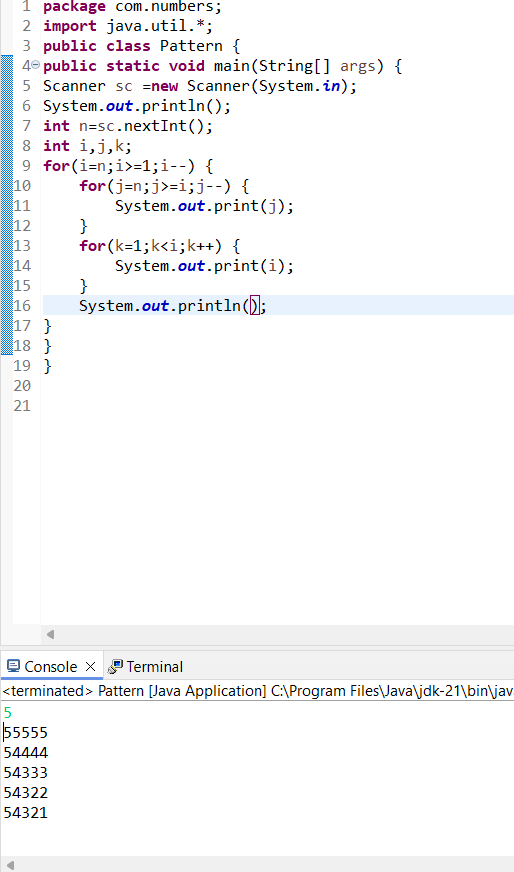 1 package com.numbers;
2 import java.util.*;
3 public class Pattern {
4 public static void main(String[] args) {
5 Scanner sc =new Scanner(System.in);
6 System.out.println();
7 int n=sc.nextInt();
8 int i,j,k;
9 for(i=n;i>=1;i--) {
10     for(j=n;j>=i;j--) {
11         System.out.print(j);
12     }
13     for(k=1;k<i;k++) {
14         System.out.print(i);
15     }
16     System.out.println();
17 }
18 }
19 }
20
21
Console × Terminal
<terminated> Pattern [Java Application] C:\Program Files\Java\jdk-21\bin\jav
5
55555
54444
54333
54322
54321